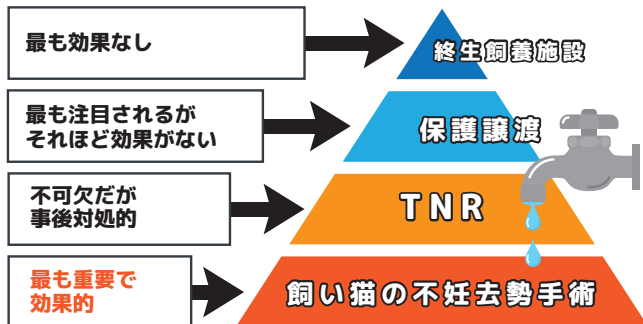 最も効果なし
終生飼養施設
最も注目されるが
それほど効果がない
保護譲渡
不可欠だが
事後対処的
TNR
最も重要で
効果的
飼い猫の不妊去勢手術